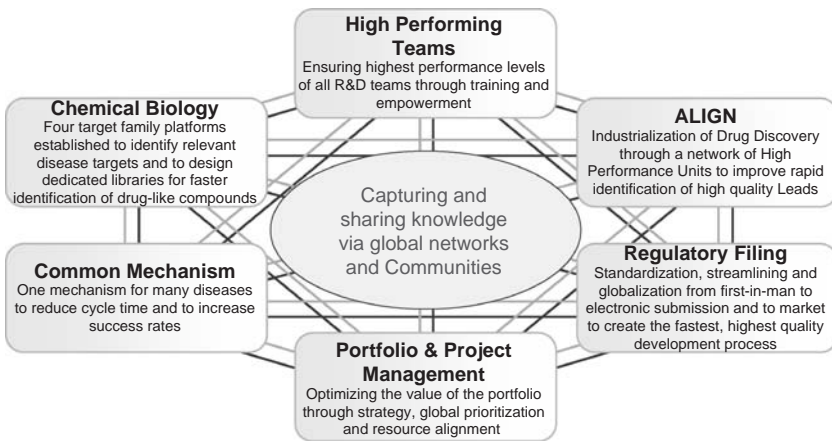 High Performing
Teams
Ensuring highest performance levels
of all R&D teams through training and
empowerment
Chemical Biology
Four target family platforms
established to identify relevant
disease targets and to design
dedicated libraries for faster
identification of drug-like compounds
ALIGN
Industrialization of Drug Discovery
through a network of High
Performance Units to improve rapid
identification of high quality Leads
Capturing and
sharing knowledge
via global networks
and Communities
Common Mechanism
One mechanism for many diseases
to reduce cycle time and to increase
success rates
Regulatory Filing
Standardization, streamlining and
globalization from first-in-man to
electronic submission and to market
to create the fastest, highest quality
development process
Portfolio & Project
Management
Optimizing the value of the portfolio
through strategy, global prioritization
and resource alignment